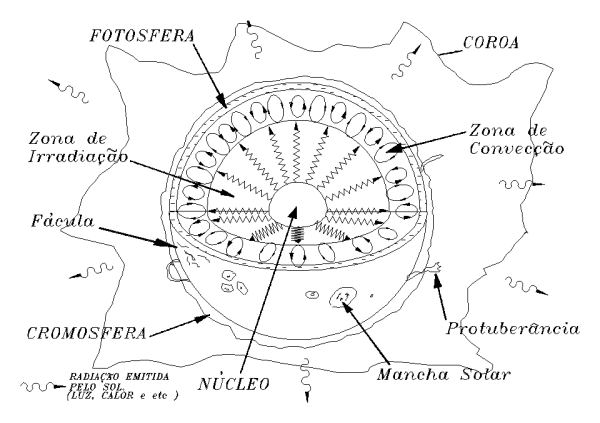 FOTOSFERA
COROA
Zona de
Irradiação
Zona de
Convecção
Fácula
CROMOSFERA
Protuberância
NÚCLEO
Mancha Solar
RADIAÇÃO EMITIDA
PELO SOL.
(LUZ, CALOR e etc )